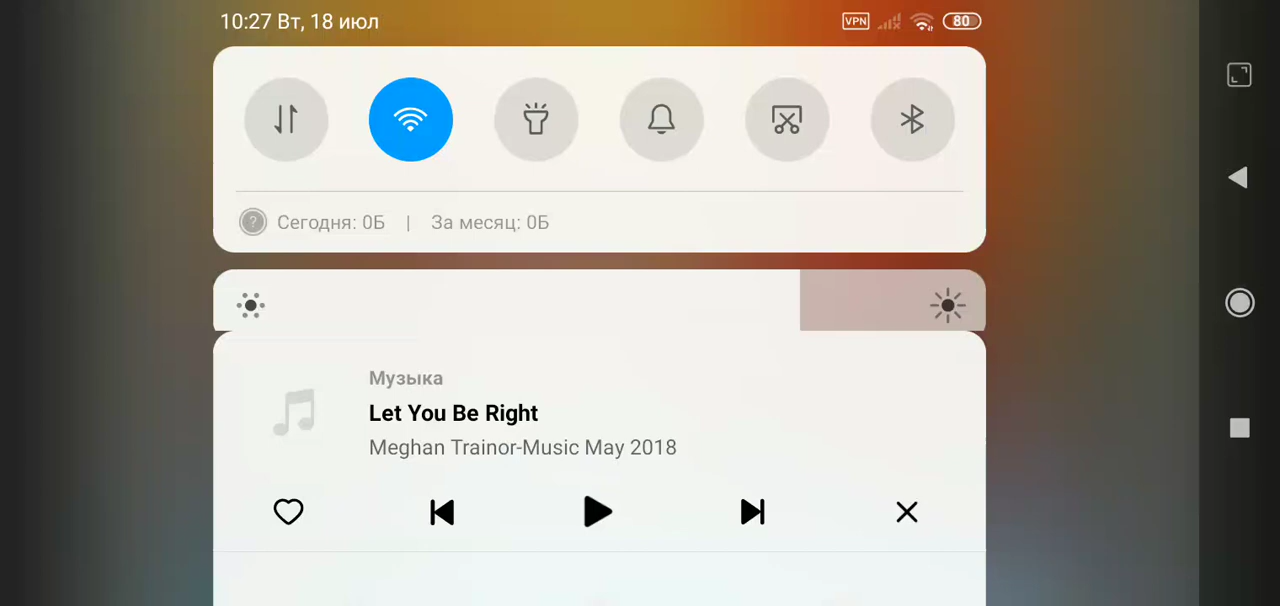 10:27 Вт, 18 июл
VPN
80
?
Сегодня: 0Б | За месяц: 0Б
Музыка
Let You Be Right
Meghan Trainor-Music May 2018